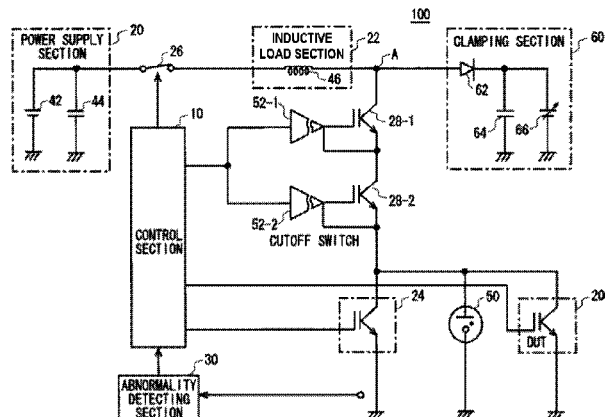 100
20
POWER SUPPLY
SECTION
26
INDUCTIVE
LOAD SECTION
22
46
A
CLAMPING SECTION
60
42
44
10
52-1
28-1
62
64
66
52-2
28-2
CUTOFF SWITCH
CONTROL
SECTION
24
50
20
DUT
30
ABNORMALITY
DETECTING
SECTION